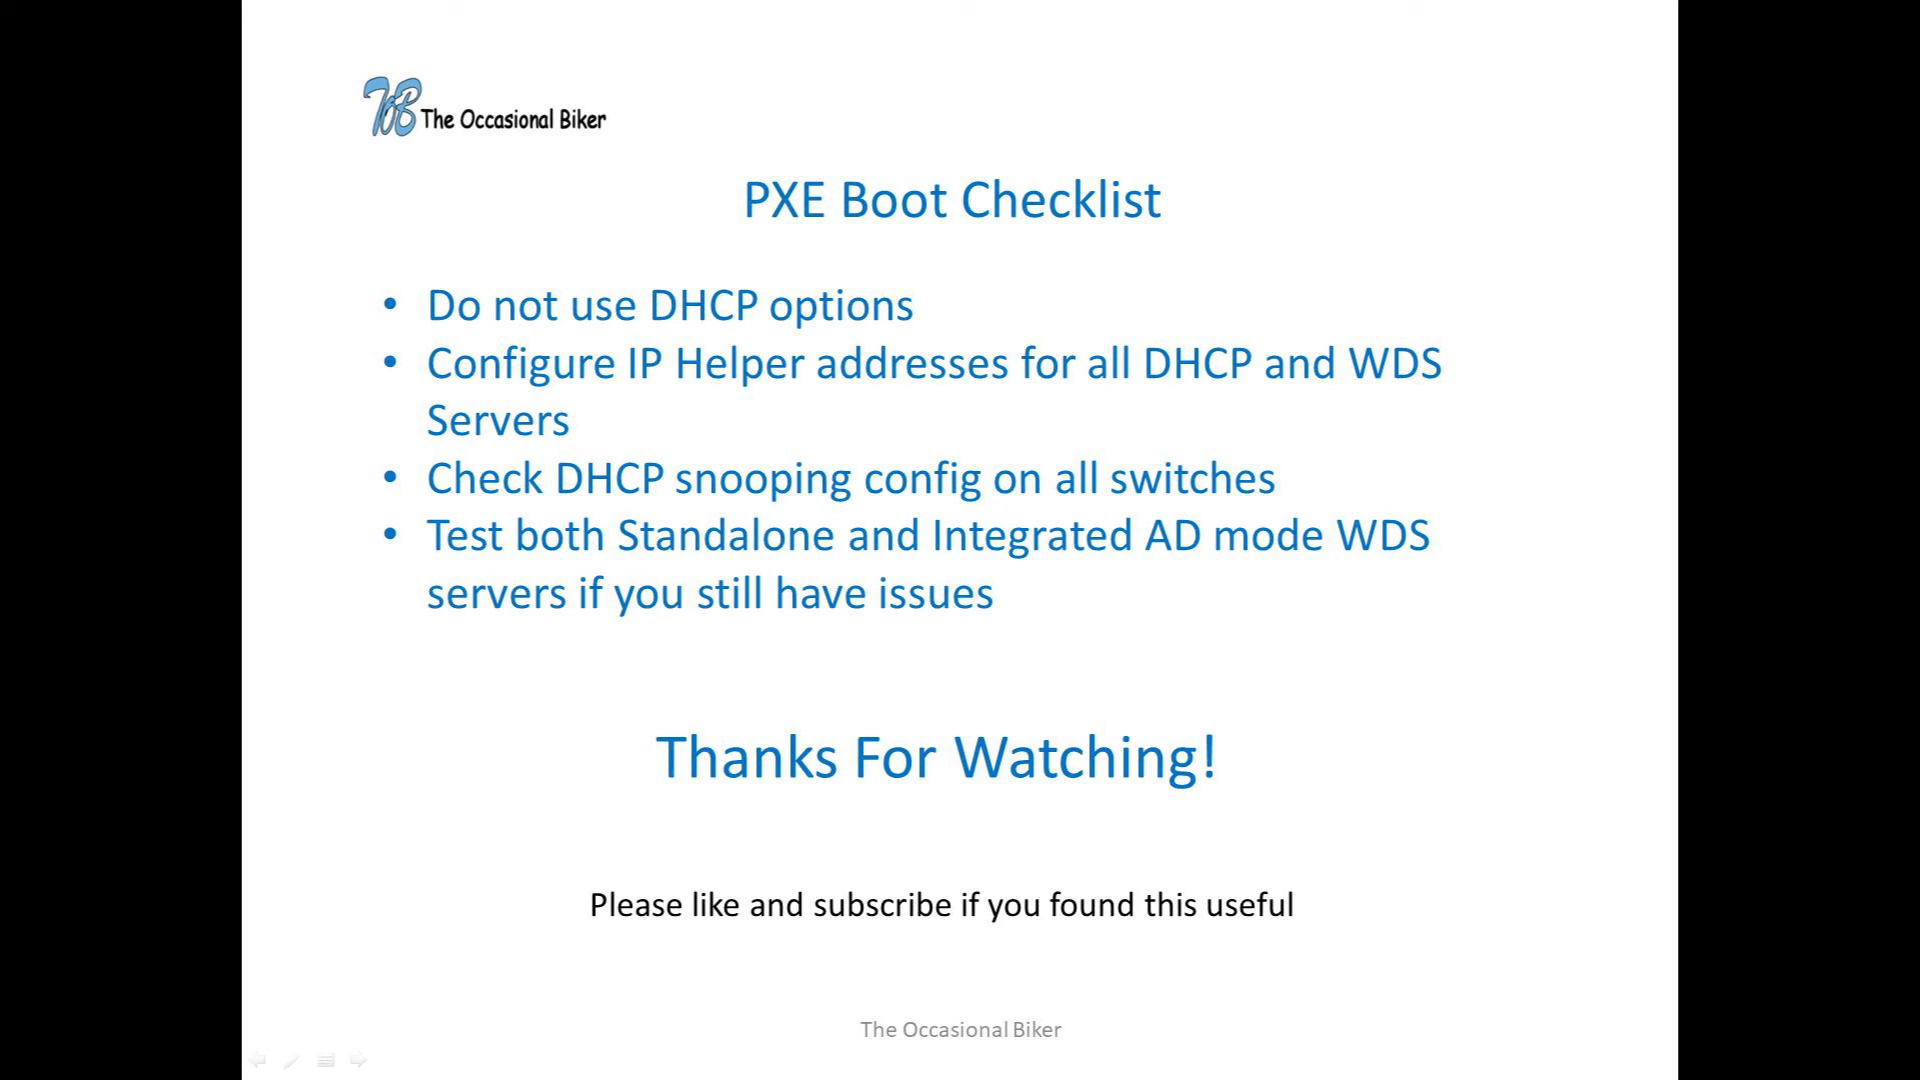 TOB The Occasional Biker
PXE Boot Checklist
• Do not use DHCP options
• Configure IP Helper addresses for all DHCP and WDS
Servers
• Check DHCP snooping config on all switches
• Test both Standalone and Integrated AD mode WDS
servers if you still have issues
Thanks For Watching!
Please like and subscribe if you found this useful
The Occasional Biker